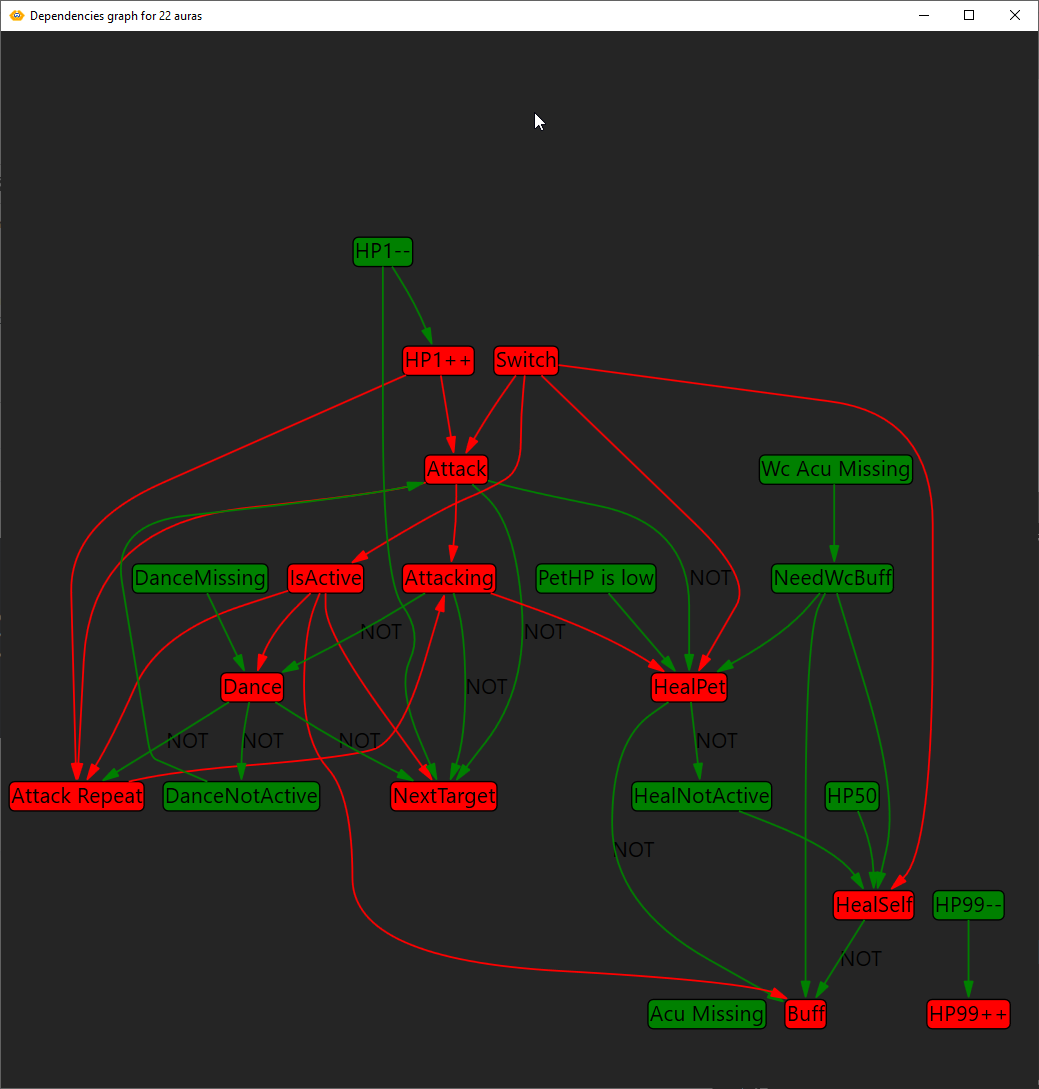 Dependencies graph for 22 auras
HP1--
HP1++
Switch
Attack
Wc Acu Missing
DanceMissing
IsActive
Attacking
PetHP is low
NOT
NeedWcBuff
NOT
NOT
Dance
NOT
HealPet
NOT
NOT
NOT
NOT
Attack Repeat
DanceNotActive
NextTarget
HealNotActive
HP50
NOT
HealSelf
HP99--
NOT
Acu Missing
Buff
HP99++